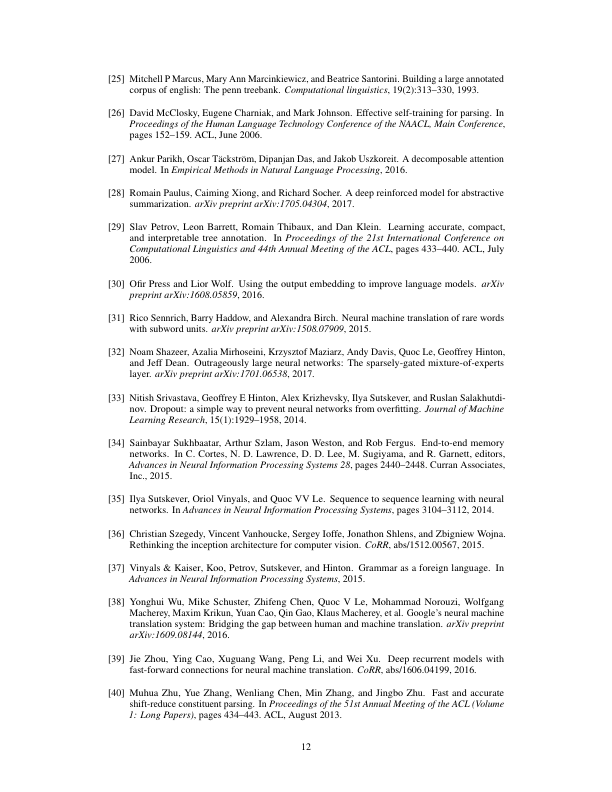 [25] Mitchell P Marcus, Mary Ann Marcinkiewicz, and Beatrice Santorini. Building a large annotated
corpus of english: The penn treebank. Computational linguistics, 19(2):313–330, 1993.
[26] David McClosky, Eugene Charniak, and Mark Johnson. Effective self-training for parsing. In
Proceedings of the Human Language Technology Conference of the NAACL, Main Conference,
pages 152–159. ACL, June 2006.
[27] Ankur Parikh, Oscar Täckström, Dipanjan Das, and Jakob Uszkoreit. A decomposable attention
model. In Empirical Methods in Natural Language Processing, 2016.
[28] Romain Paulus, Caiming Xiong, and Richard Socher. A deep reinforced model for abstractive
summarization. arXiv preprint arXiv:1705.04304, 2017.
[29] Slav Petrov, Leon Barrett, Romain Thibaux, and Dan Klein. Learning accurate, compact,
and interpretable tree annotation. In Proceedings of the 21st International Conference on
Computational Linguistics and 44th Annual Meeting of the ACL, pages 433–440. ACL, July
2006.
[30] Ofir Press and Lior Wolf. Using the output embedding to improve language models. arXiv
preprint arXiv:1608.05859, 2016.
[31] Rico Sennrich, Barry Haddow, and Alexandra Birch. Neural machine translation of rare words
with subword units. arXiv preprint arXiv:1508.07909, 2015.
[32] Noam Shazeer, Azalia Mirhoseini, Krzysztof Maziarz, Andy Davis, Quoc Le, Geoffrey Hinton,
and Jeff Dean. Outrageously large neural networks: The sparsely-gated mixture-of-experts
layer. arXiv preprint arXiv:1701.06538, 2017.
[33] Nitish Srivastava, Geoffrey E Hinton, Alex Krizhevsky, Ilya Sutskever, and Ruslan Salakhutdi-
nov. Dropout: a simple way to prevent neural networks from overfitting. Journal of Machine
Learning Research, 15(1):1929–1958, 2014.
[34] Sainbayar Sukhbaatar, Arthur Szlam, Jason Weston, and Rob Fergus. End-to-end memory
networks. In C. Cortes, N. D. Lawrence, D. D. Lee, M. Sugiyama, and R. Garnett, editors,
Advances in Neural Information Processing Systems 28, pages 2440–2448. Curran Associates,
Inc., 2015.
[35] Ilya Sutskever, Oriol Vinyals, and Quoc VV Le. Sequence to sequence learning with neural
networks. In Advances in Neural Information Processing Systems, pages 3104–3112, 2014.
[36] Christian Szegedy, Vincent Vanhoucke, Sergey Ioffe, Jonathon Shlens, and Zbigniew Wojna.
Rethinking the inception architecture for computer vision. CoRR, abs/1512.00567, 2015.
[37] Vinyals & Kaiser, Koo, Petrov, Sutskever, and Hinton. Grammar as a foreign language. In
Advances in Neural Information Processing Systems, 2015.
[38] Yonghui Wu, Mike Schuster, Zhifeng Chen, Quoc V Le, Mohammad Norouzi, Wolfgang
Macherey, Maxim Krikun, Yuan Cao, Qin Gao, Klaus Macherey, et al. Google's neural machine
translation system: Bridging the gap between human and machine translation. arXiv preprint
arXiv:1609.08144, 2016.
[39] Jie Zhou, Ying Cao, Xuguang Wang, Peng Li, and Wei Xu. Deep recurrent models with
fast-forward connections for neural machine translation. CoRR, abs/1606.04199, 2016.
[40] Muhua Zhu, Yue Zhang, Wenliang Chen, Min Zhang, and Jingbo Zhu. Fast and accurate
shift-reduce constituent parsing. In Proceedings of the 51st Annual Meeting of the ACL (Volume
1: Long Papers), pages 434–443. ACL, August 2013.
12